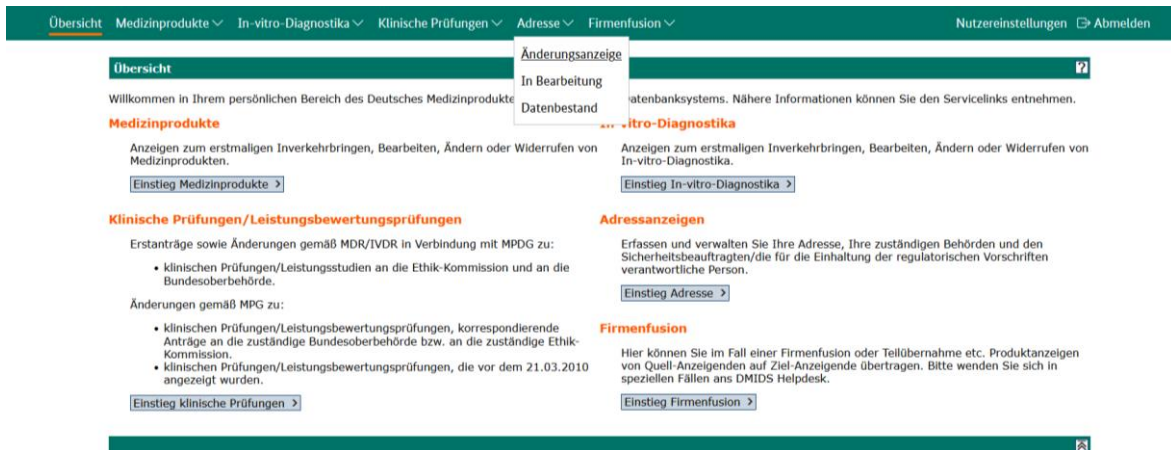 Übersicht Medizinprodukte In-vitro-Diagnostika Klinische Prüfungen Adresse Firmenfusion Nutzereinstellungen Abmelden
Änderungsanzeige
In Bearbeitung
Datenbestand
Übersicht ?
Willkommen in Ihrem persönlichen Bereich des Deutsches Medizinprodukte atenbanksystems. Nähere Informationen können Sie den Servicelinks entnehmen.
Medizinprodukte
Anzeigen zum erstmaligen Inverkehrbringen, Bearbeiten, Ändern oder Widerrufen von
Medizinprodukten.
Einstieg Medizinprodukte >
In-vitro-Diagnostika
Anzeigen zum erstmaligen Inverkehrbringen, Bearbeiten, Ändern oder Widerrufen von
In-vitro-Diagnostika.
Einstieg In-vitro-Diagnostika >
Klinische Prüfungen/Leistungsbewertungsprüfungen
Erstanträge sowie Änderungen gemäß MDR/IVDR in Verbindung mit MPDG zu:
• klinischen Prüfungen/Leistungsstudien an die Ethik-Kommission und an die
Bundesoberbehörde.
Änderungen gemäß MPG zu:
• klinischen Prüfungen/Leistungsbewertungsprüfungen, korrespondierende
Anträge an die zuständige Bundesoberbehörde bzw. an die zuständige Ethik-
Kommission.
• klinischen Prüfungen/Leistungsbewertungsprüfungen, die vor dem 21.03.2010
angezeigt wurden.
Einstieg klinische Prüfungen >
Adressanzeigen
Erfassen und verwalten Sie Ihre Adresse, Ihre zuständigen Behörden und den
Sicherheitsbeauftragten/die für die Einhaltung der regulatorischen Vorschriften
verantwortliche Person.
Einstieg Adresse >
Firmenfusion
Hier können Sie im Fall einer Firmenfusion oder Teilübernahme etc. Produktanzeigen
von Quell-Anzeigenden auf Ziel-Anzeigende übertragen. Bitte wenden Sie sich in
speziellen Fällen ans DMIDS Helpdesk.
Einstieg Firmenfusion >